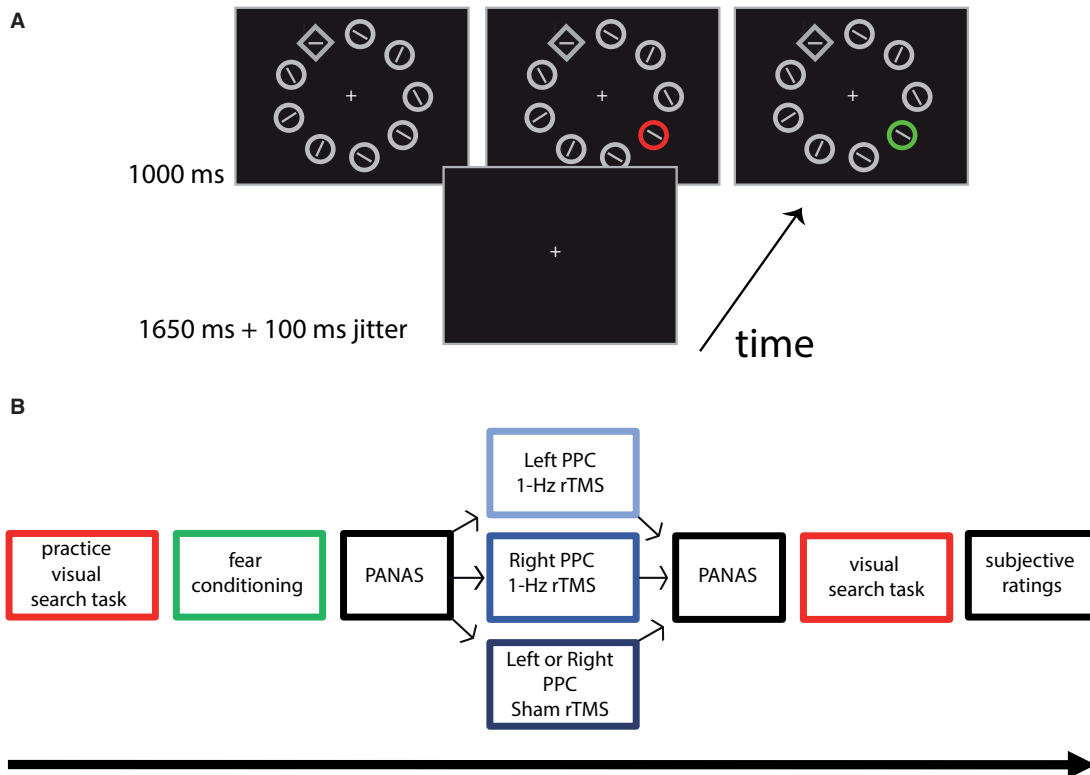 A
1000 ms
1650 ms + 100 ms jitter
time
B
practice
visual
search task
fear
conditioning
PANAS
Left PPC
1-Hz rTMS
Right PPC
1-Hz rTMS
Left or Right
PPC
Sham rTMS
PANAS
visual
search task
subjective
ratings